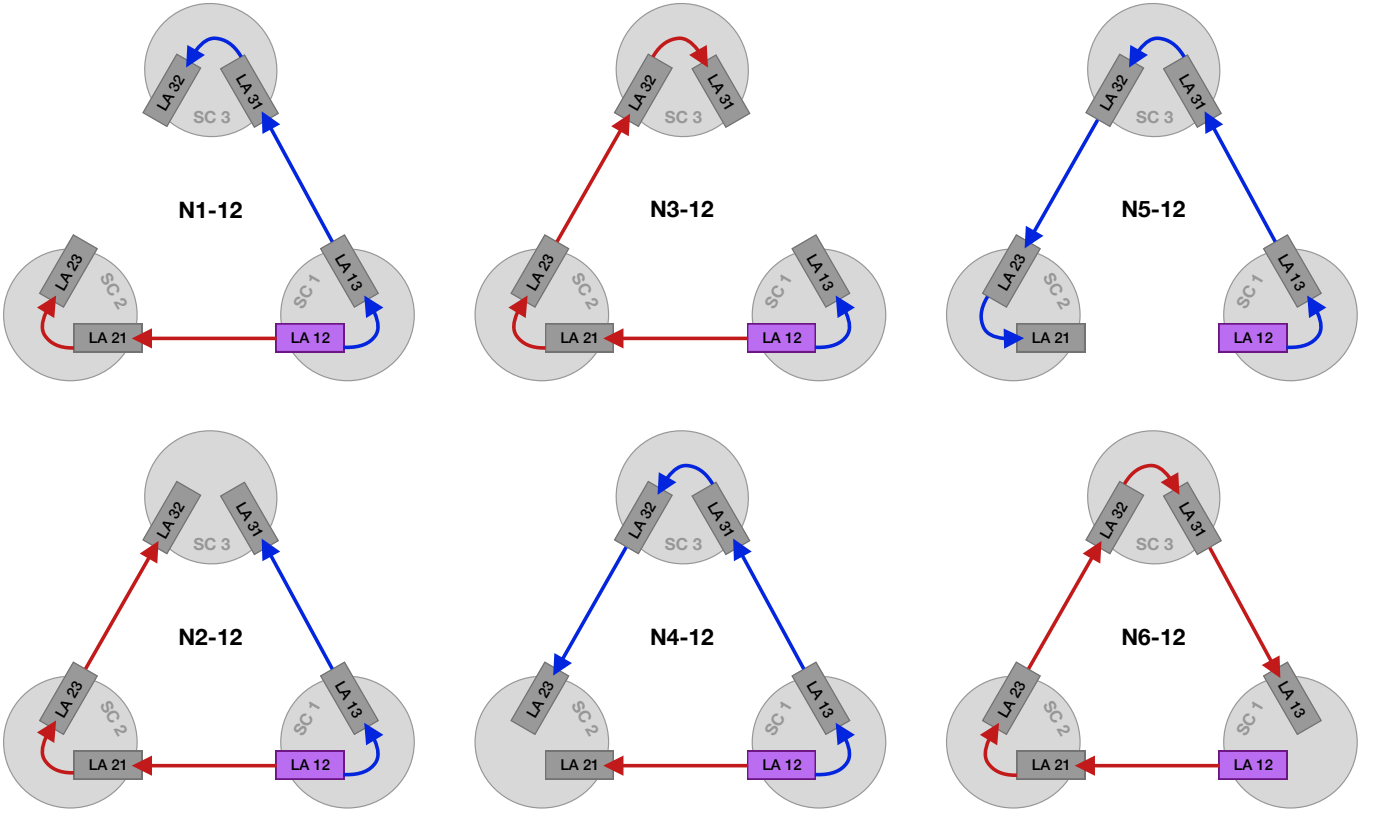 LA 32
LA 31
SC 3
N1-12
LA 23
SC 2
LA 21
SC 1
LA 13
LA 12
LA 32
LA 31
SC 3
N3-12
LA 23
SC 2
LA 21
SC 1
LA 13
LA 12
LA 32
LA 31
SC 3
N5-12
LA 23
SC 2
LA 21
SC 1
LA 13
LA 12
LA 32
LA 31
SC 3
N2-12
LA 23
SC 2
LA 21
SC 1
LA 13
LA 12
LA 32
LA 31
SC 3
N4-12
LA 23
SC 2
LA 21
SC 1
LA 13
LA 12
LA 32
LA 31
SC 3
N6-12
LA 23
SC 2
LA 21
SC 1
LA 13
LA 12